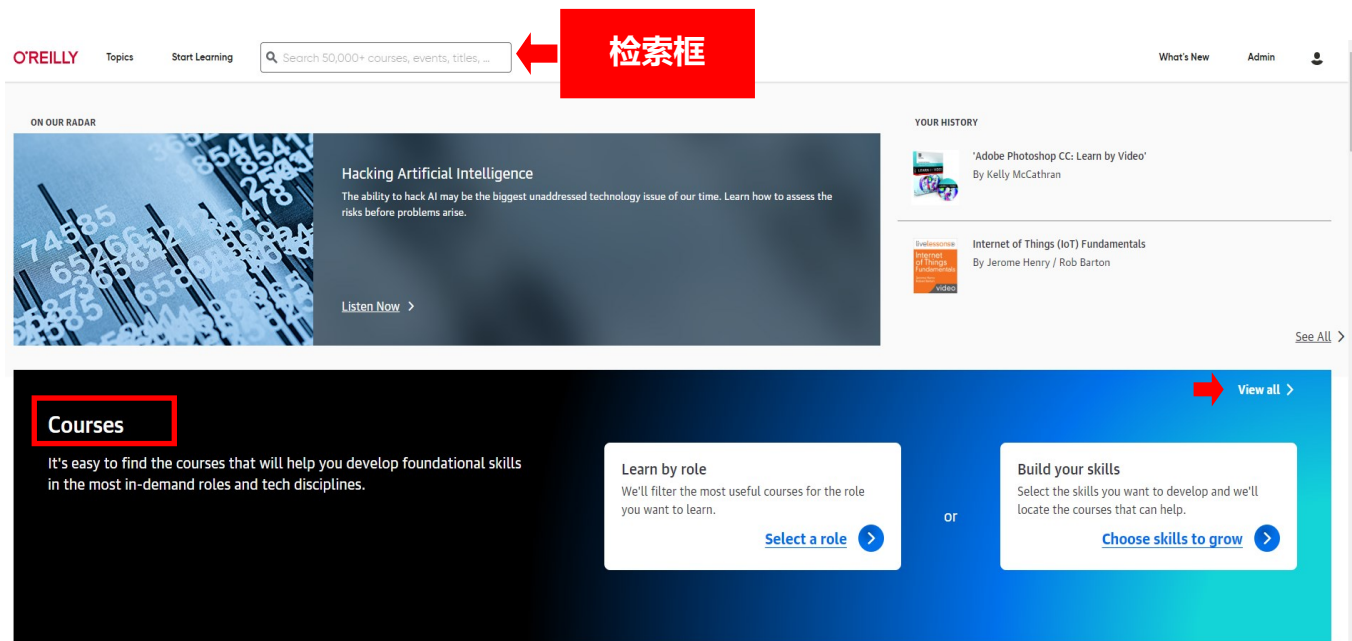 O'REILLY
Topics
Start Learning
Search 50,000+ courses, events, titles, ...
检索框
What's New
Admin
ON OUR RADAR
Hacking Artificial Intelligence
The ability to hack AI may be the biggest unaddressed technology issue of our time. Learn how to assess the
risks before problems arise.
Listen Now
YOUR HISTORY
'Adobe Photoshop CC: Learn by Video'
By Kelly McCathran
livelessons
Internet
of Things
Fundamentals
video
Internet of Things (IoT) Fundamentals
By Jerome Henry / Rob Barton
See All
View all
Courses
It's easy to find the courses that will help you develop foundational skills
in the most in-demand roles and tech disciplines.
Learn by role
We'll filter the most useful courses for the role
you want to learn.
Select a role
or
Build your skills
Select the skills you want to develop and we'll
locate the courses that can help.
Choose skills to grow